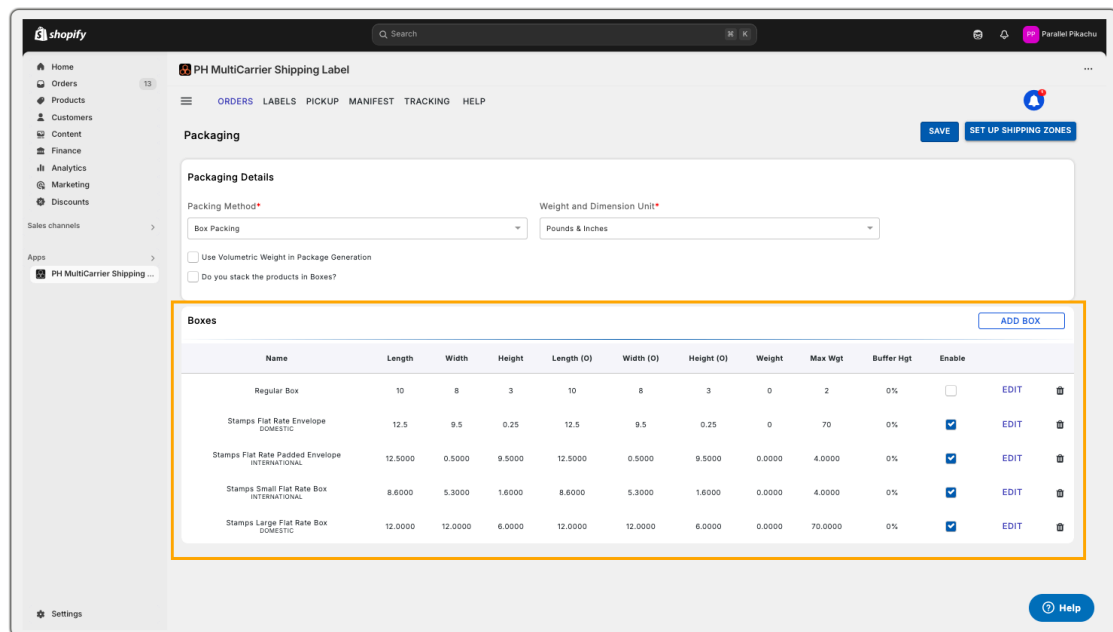 shopify
Search ⌘ K
PP Parallel Pikachu
Home
Orders 13
Products
Customers
Content
Finance
Analytics
Marketing
Discounts
Sales channels
Apps
PH MultiCarrier Shipping ...
Settings
PH MultiCarrier Shipping Label
ORDERS LABELS PICKUP MANIFEST TRACKING HELP
Packaging
SAVE SET UP SHIPPING ZONES
Packaging Details
Packing Method* Weight and Dimension Unit*
Box Packing Pounds & Inches
Use Volumetric Weight in Package Generation
Do you stack the products in Boxes?
Boxes ADD BOX
Name Length Width Height Length (O) Width (O) Height (O) Weight Max Wgt Buffer Hgt Enable
Regular Box 10 8 3 10 8 3 0 2 0% EDIT
Stamps Flat Rate Envelope 12.5 9.5 0.25 12.5 9.5 0.25 0 70 0% EDIT
DOMESTIC
Stamps Flat Rate Padded Envelope 12.5000 0.5000 9.5000 12.5000 0.5000 9.5000 0.0000 4.0000 0% EDIT
INTERNATIONAL
Stamps Small Flat Rate Box 8.6000 5.3000 1.6000 8.6000 5.3000 1.6000 0.0000 4.0000 0% EDIT
INTERNATIONAL
Stamps Large Flat Rate Box 12.0000 12.0000 6.0000 12.0000 12.0000 6.0000 0.0000 70.0000 0% EDIT
DOMESTIC
Help